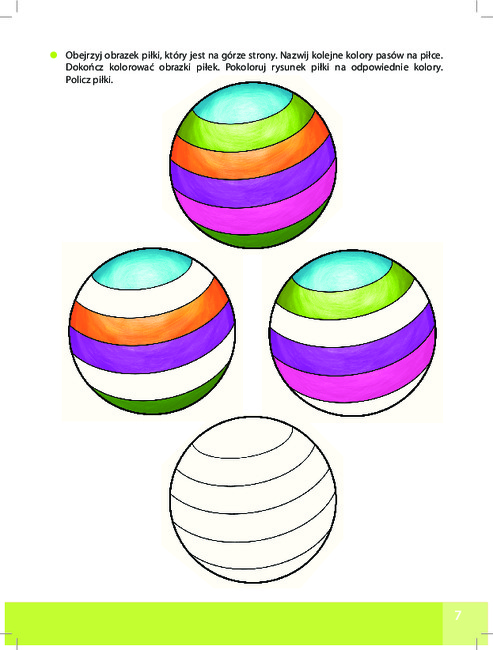 Obejrzyj obrazek piłki, który jest na górze strony. Nazwij kolejne kolory pasów na piłce.
Dokończ kolorować obrazki piłek. Pokoloruj rysunek piłki na odpowiednie kolory.
Policz piłki.
7